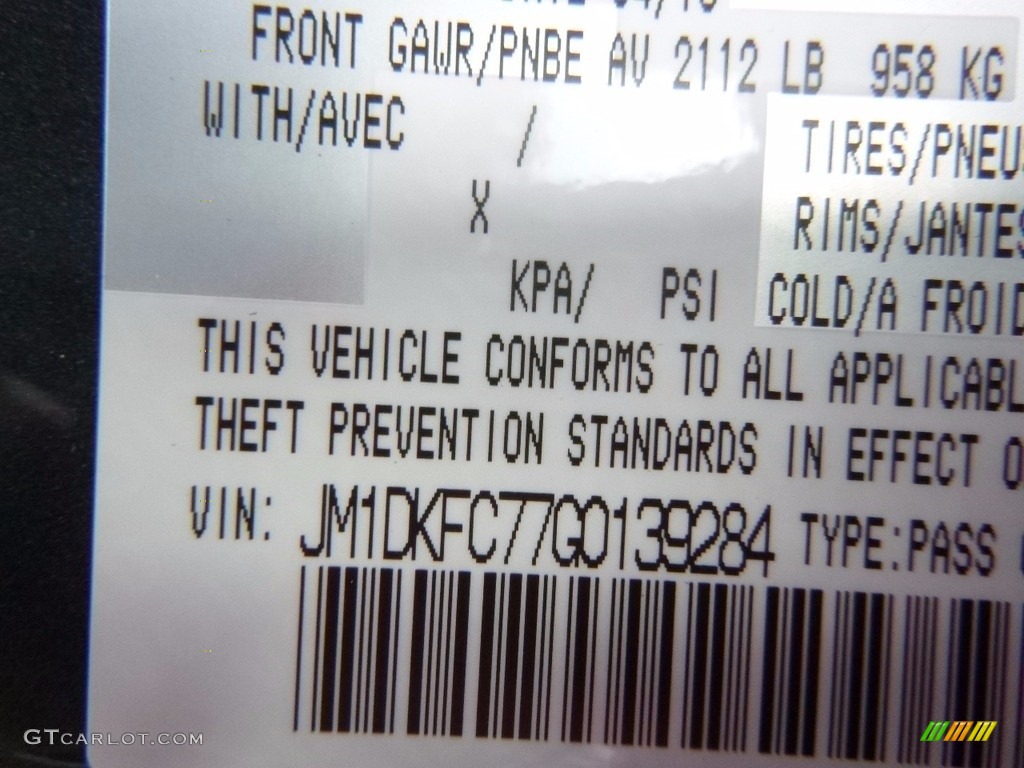 FRONT GAWR/PNBE AV 2112 LB 958 KG
WITH/AVEC / TIRES/PNEUS
X RIMS/JANTES
KPA/ PSI COLD/A FROID
THIS VEHICLE CONFORMS TO ALL APPLICABL
THEFT PREVENTION STANDARDS IN EFFECT O
VIN: JM1DKFC77G0139284 TYPE:PASS
GTCARLOT.COM